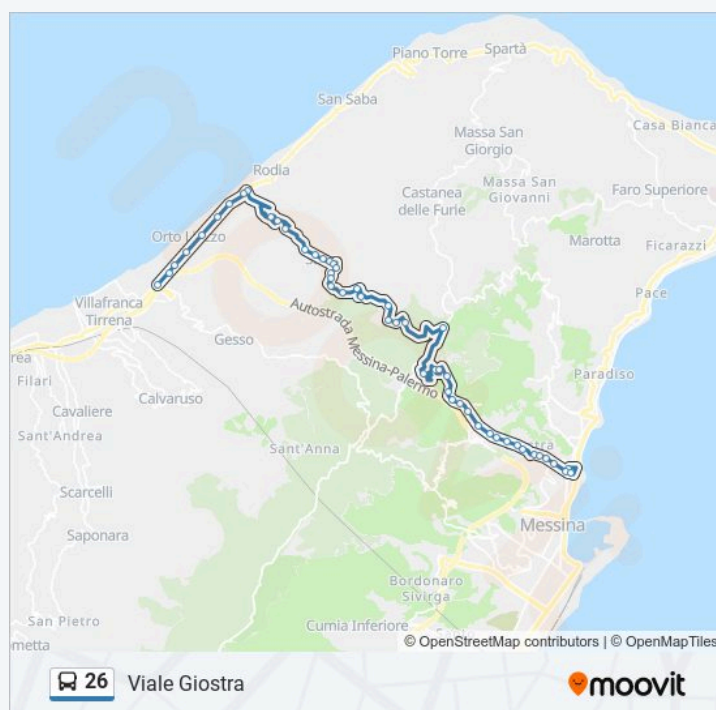 Piano Torre
Spartà
San Saba
Massa San
Giorgio
Casa Bianca
Rodia
Castanea
delle Furie
Massa San
Giovanni
Faro Superiore
Marotta
Ficarazzi
Pace
Villafranca
Tirrena
Gesso
Autostrada Messina-Palermo
Paradiso
Filari
Cavaliere
Calvaruso
Sant'Andrea
Sant'Anna
Scarcelli
Saponara
Messina
Bordonaro
Sivirga
San Pietro
Cumia Inferiore
© OpenStreetMap contributors | © OpenMapTiles
26 Viale Giostra
moovit